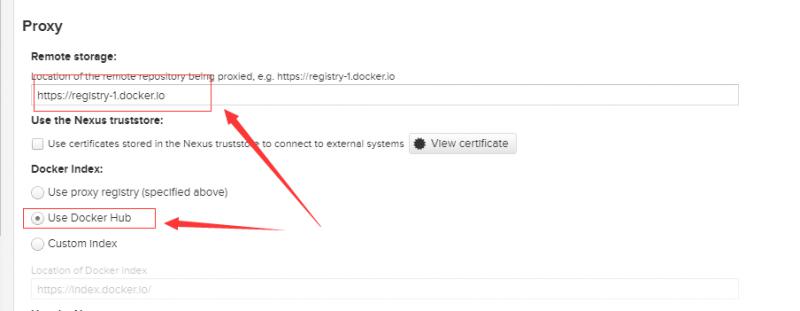 Proxy
Remote storage:
Location of the remote repository being proxied, e.g. https://registry-1.docker.io
https://registry-1.docker.io
Use the Nexus truststore:
Use certificates stored in the Nexus truststore to connect to external systems View certificate
Docker Index:
Use proxy registry (specified above)
Use Docker Hub
Custom Index
Location of Docker Index
https://index.docker.io/